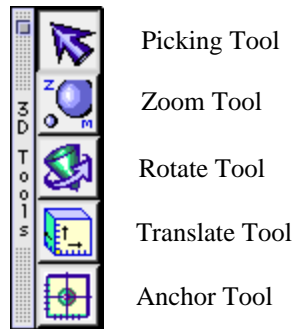 3D Tools
Picking Tool
Z
M
Zoom Tool
Rotate Tool
Translate Tool
Anchor Tool